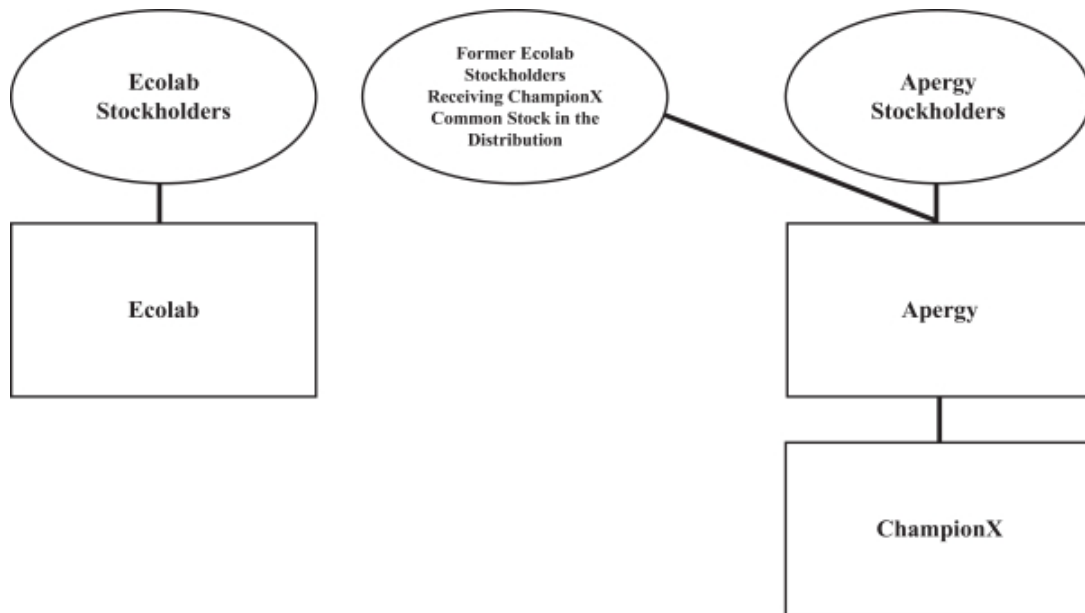 Ecolab
Stockholders
Former Ecolab
Stockholders
Receiving ChampionX
Common Stock in the
Distribution
Apergy
Stockholders
Ecolab
Apergy
ChampionX